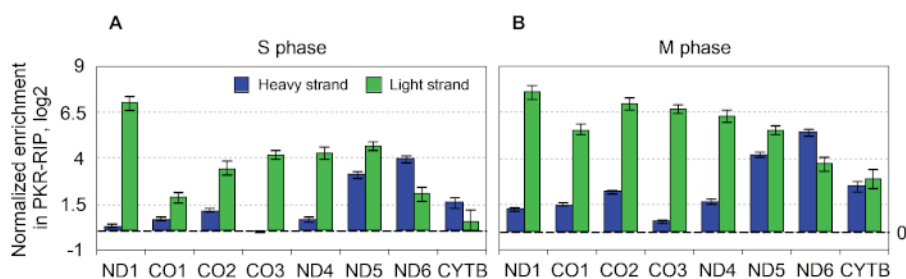 A
B
S phase
M phase
Normalized enrichment
in PKR-RIP, log2
9
6.5
4
1.5
-1
Heavy strand
Light strand
0
ND1 CO1 CO2 CO3 ND4 ND5 ND6 CYTB
ND1 CO1 CO2 CO3 ND4 ND5 ND6 CYTB